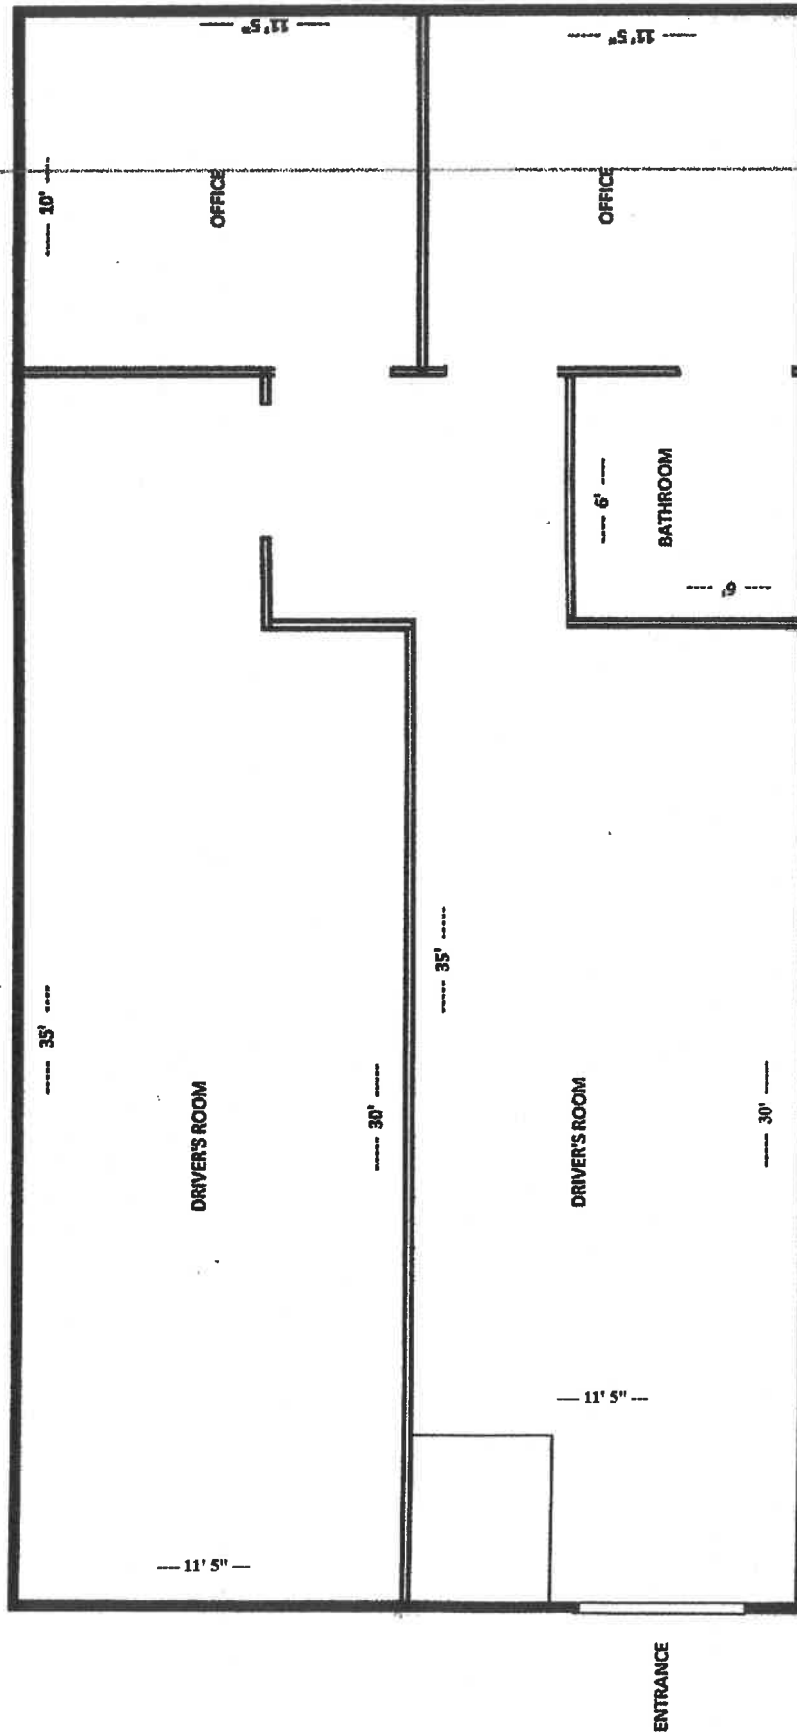 ---- 11'5" ----
---- 11'5" ----
---- 10' ----
OFFICE
OFFICE
---- 6' ----
BATHROOM
---- 6' ----
---- 35' ----
---- 35' ----
DRIVER'S ROOM
---- 30' ----
DRIVER'S ROOM
---- 30' ----
--- 11' 5" ---
--- 11' 5" ---
ENTRANCE